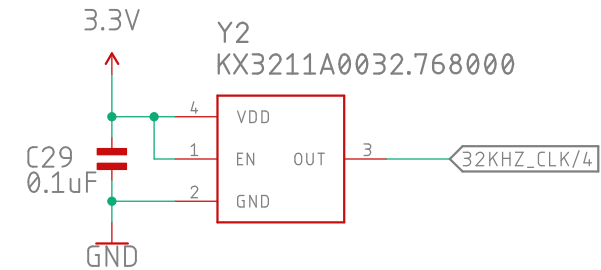 3.3V
Y2
KX3211A0032.768000
4
VDD
C29
0.1uF
1
EN
OUT
3
32KHZ_CLK/4
2
GND
GND